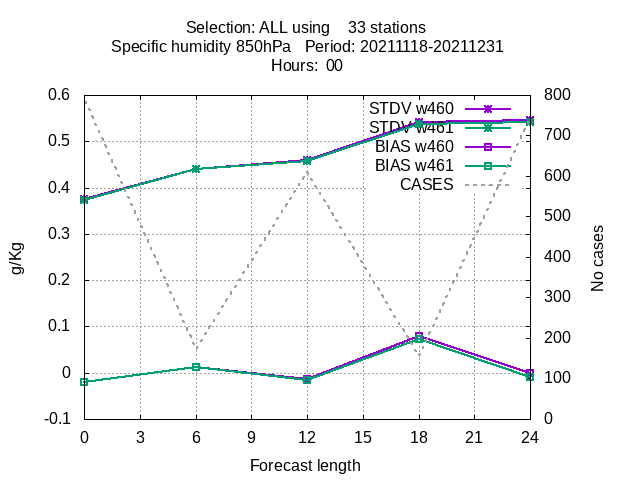 Selection: ALL using 33 stations
Specific humidity 850hPa Period: 20211118-20211231
Hours: 00
0.6
0.5
0.4
0.3
0.2
0.1
0
-0.1
g/Kg
STDV w460
STDV w461
BIAS w460
BIAS w461
CASES
800
700
600
500
400
300
200
100
0
No cases
0 3 6 9 12 15 18 21 24
Forecast length